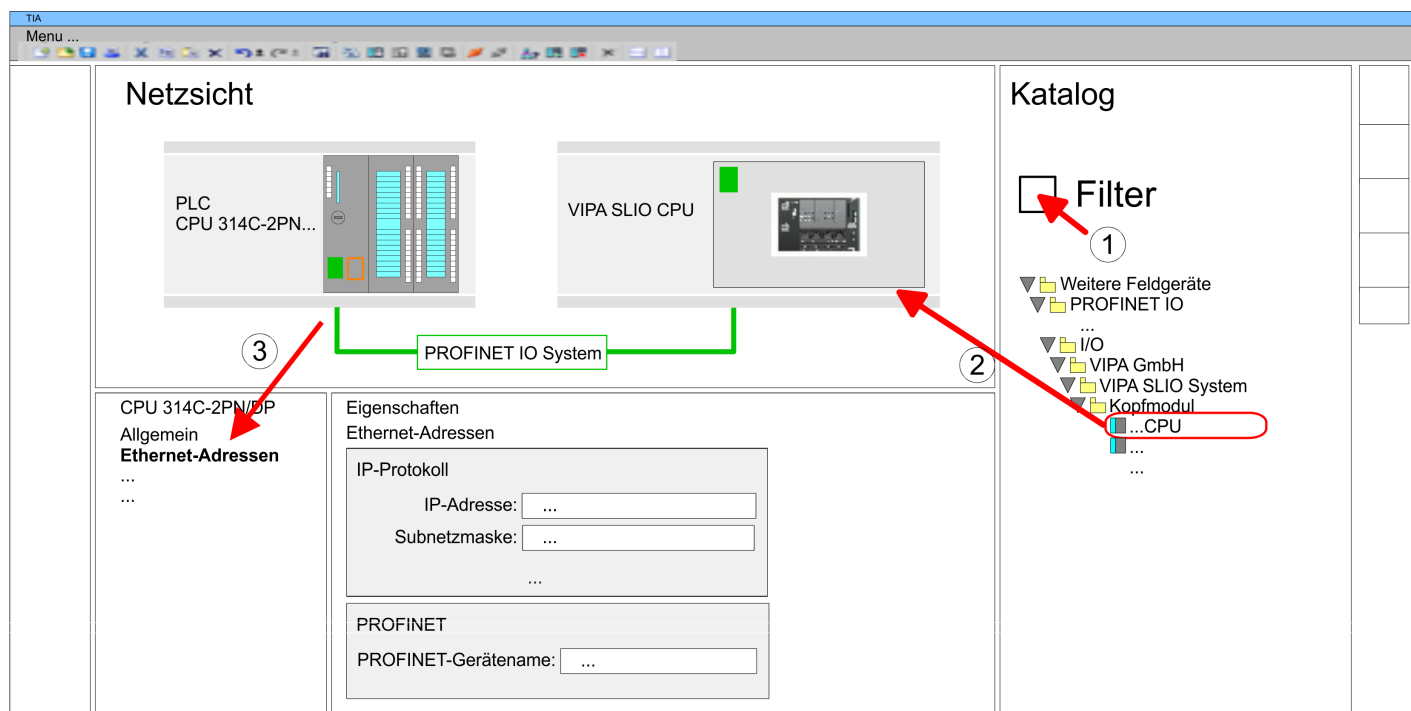 TIA
Menu ...
Netzsicht
PLC
CPU 314C-2PN...
VIPA SLIO CPU
PROFINET IO System
3
2
Katalog
Filter
1
Weitere Feldgeräte
PROFINET IO
...
I/O
VIPA GmbH
VIPA SLIO System
Kopfmodul
...CPU
...
...
CPU 314C-2PN/DP
Allgemein
Ethernet-Adressen
...
...
Eigenschaften
Ethernet-Adressen
IP-Protokoll
IP-Adresse: ...
Subnetzmaske: ...
...
PROFINET
PROFINET-Gerätename: ...